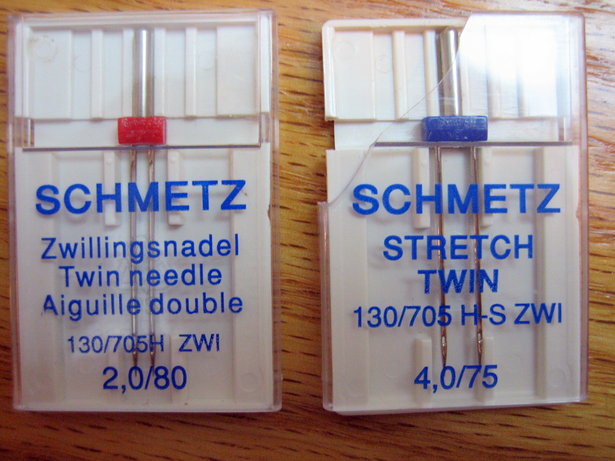 SCHMETZ
Zwillingsnadel
Twin needle
Aiguille double
130/705H ZWI
2,0/80
SCHMETZ
STRETCH
TWIN
130/705 H-S ZWI
4,0/75